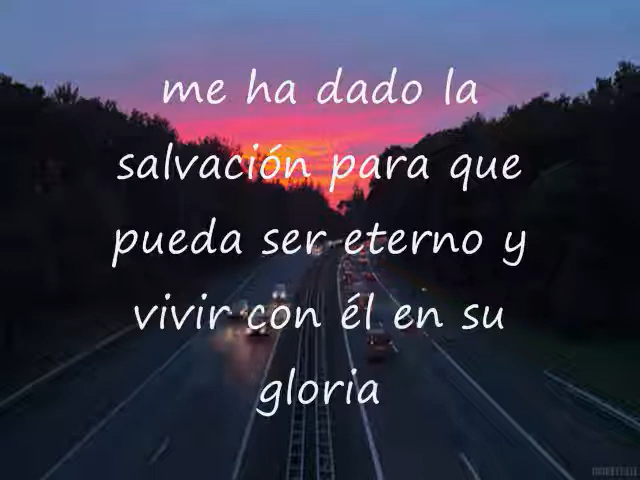 me ha dado la
salvación para que
pueda ser eterno y
vivir con él en su
gloria